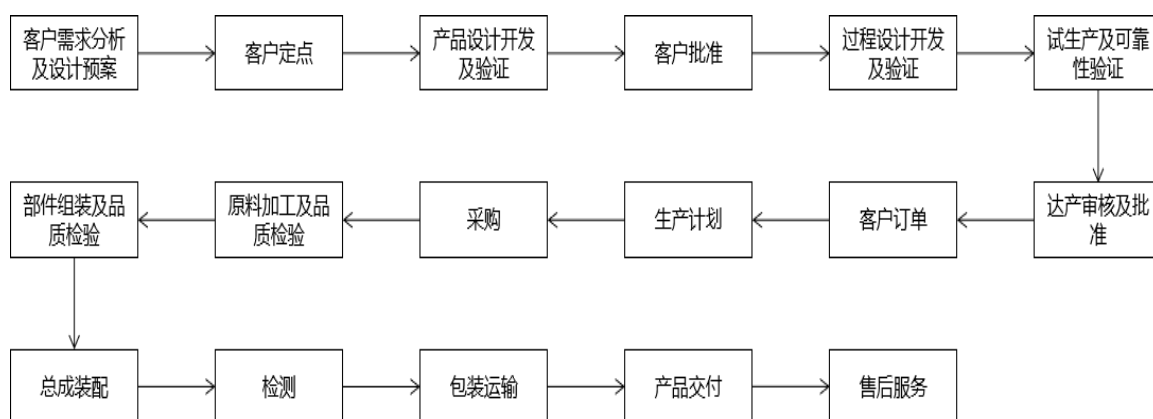 客户需求分析
及设计预案
客户定点
产品设计开发
及验证
客户批准
过程设计开发
及验证
试生产及可靠
性验证
达产审核及批
准
客户订单
生产计划
采购
原料加工及品
质检验
部件组装及品
质检验
总成装配
检测
包装运输
产品交付
售后服务